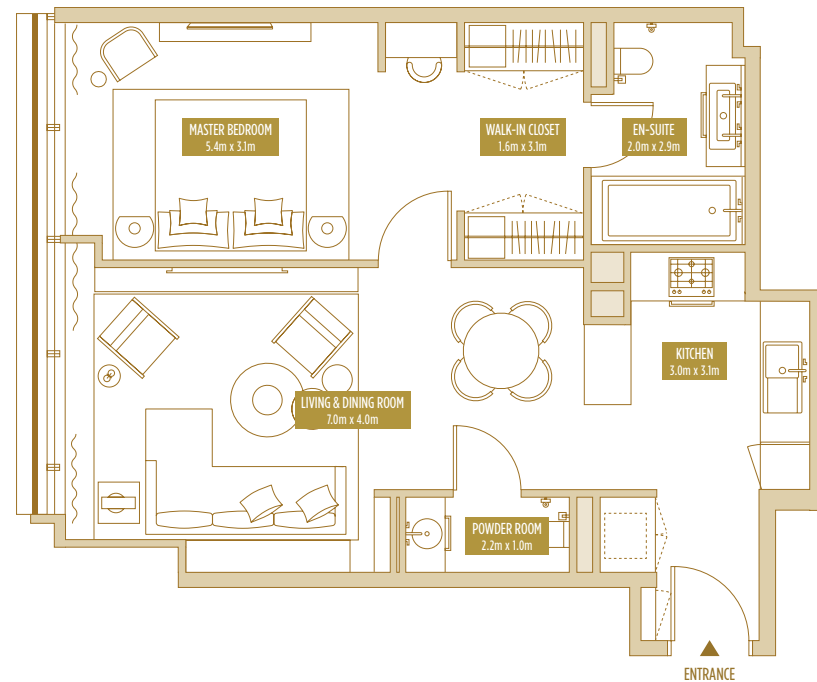 MASTER BEDROOM
5.4m x 3.1m
WALK-IN CLOSET
1.6m x 3.1m
EN-SUITE
2.0m x 2.9m
KITCHEN
3.0m x 3.1m
LIVING & DINING ROOM
7.0m x 4.0m
POWDER ROOM
2.2m x 1.0m
ENTRANCE